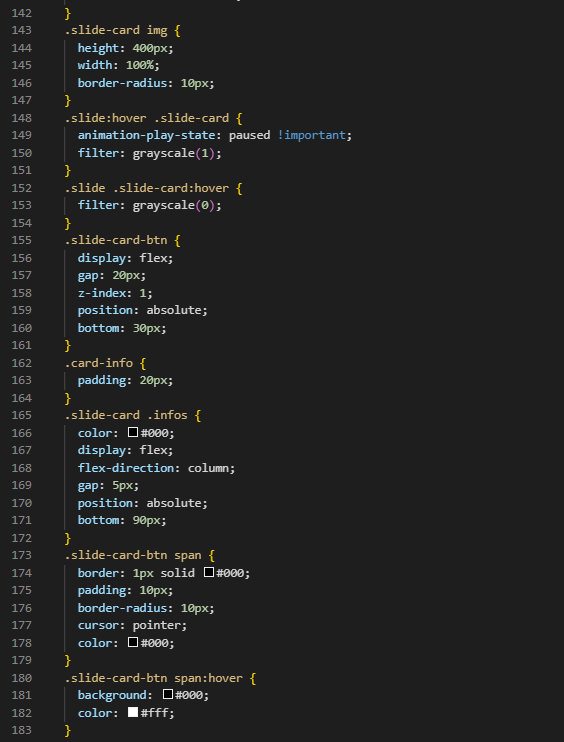 142 }
143 .slide-card img {
144 height: 400px;
145 width: 100%;
146 border-radius: 10px;
147 }
148 .slide:hover .slide-card {
149 animation-play-state: paused !important;
150 filter: grayscale(1);
151 }
152 .slide .slide-card:hover {
153 filter: grayscale(0);
154 }
155 .slide-card-btn {
156 display: flex;
157 gap: 20px;
158 z-index: 1;
159 position: absolute;
160 bottom: 30px;
161 }
162 .card-info {
163 padding: 20px;
164 }
165 .slide-card .infos {
166 color: #000;
167 display: flex;
168 flex-direction: column;
169 gap: 5px;
170 position: absolute;
171 bottom: 90px;
172 }
173 .slide-card-btn span {
174 border: 1px solid #000;
175 padding: 10px;
176 border-radius: 10px;
177 cursor: pointer;
178 color: #000;
179 }
180 .slide-card-btn span:hover {
181 background: #000;
182 color: #fff;
183 }